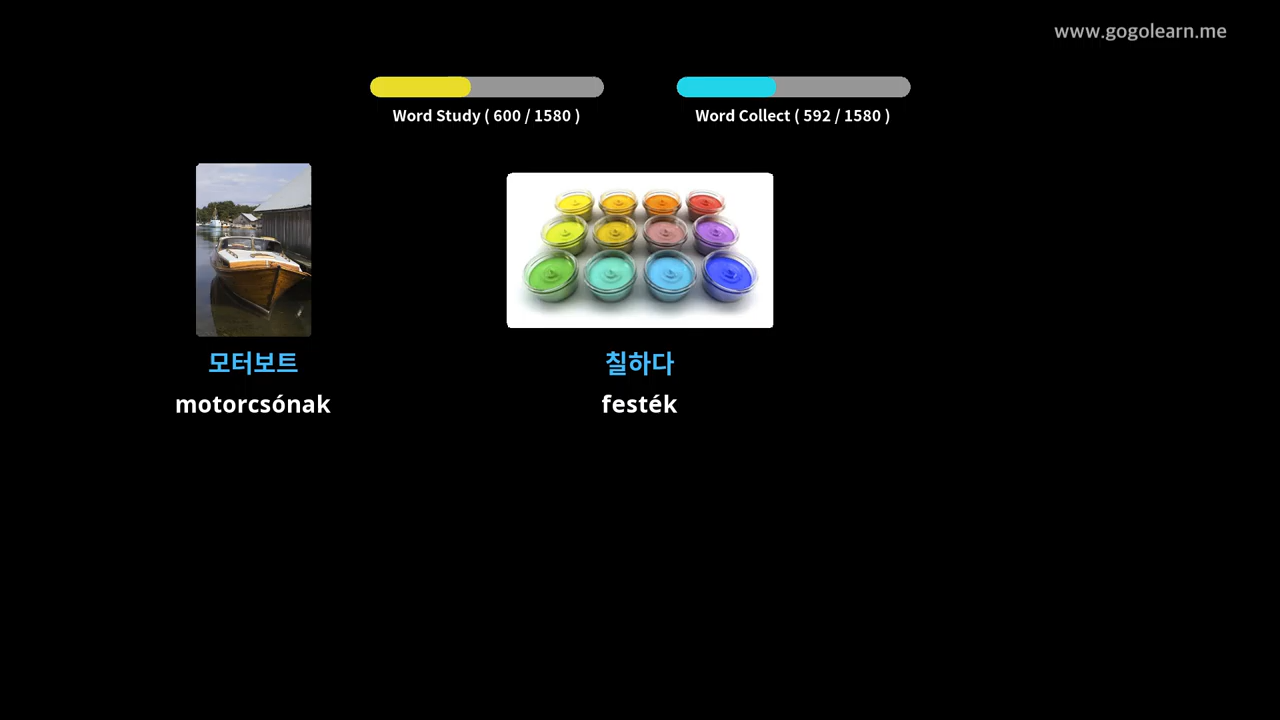 www.gogolearn.me
Word Study ( 600 / 1580 )
Word Collect ( 592 / 1580 )
모터보트
칠하다
motorcsónak
festék